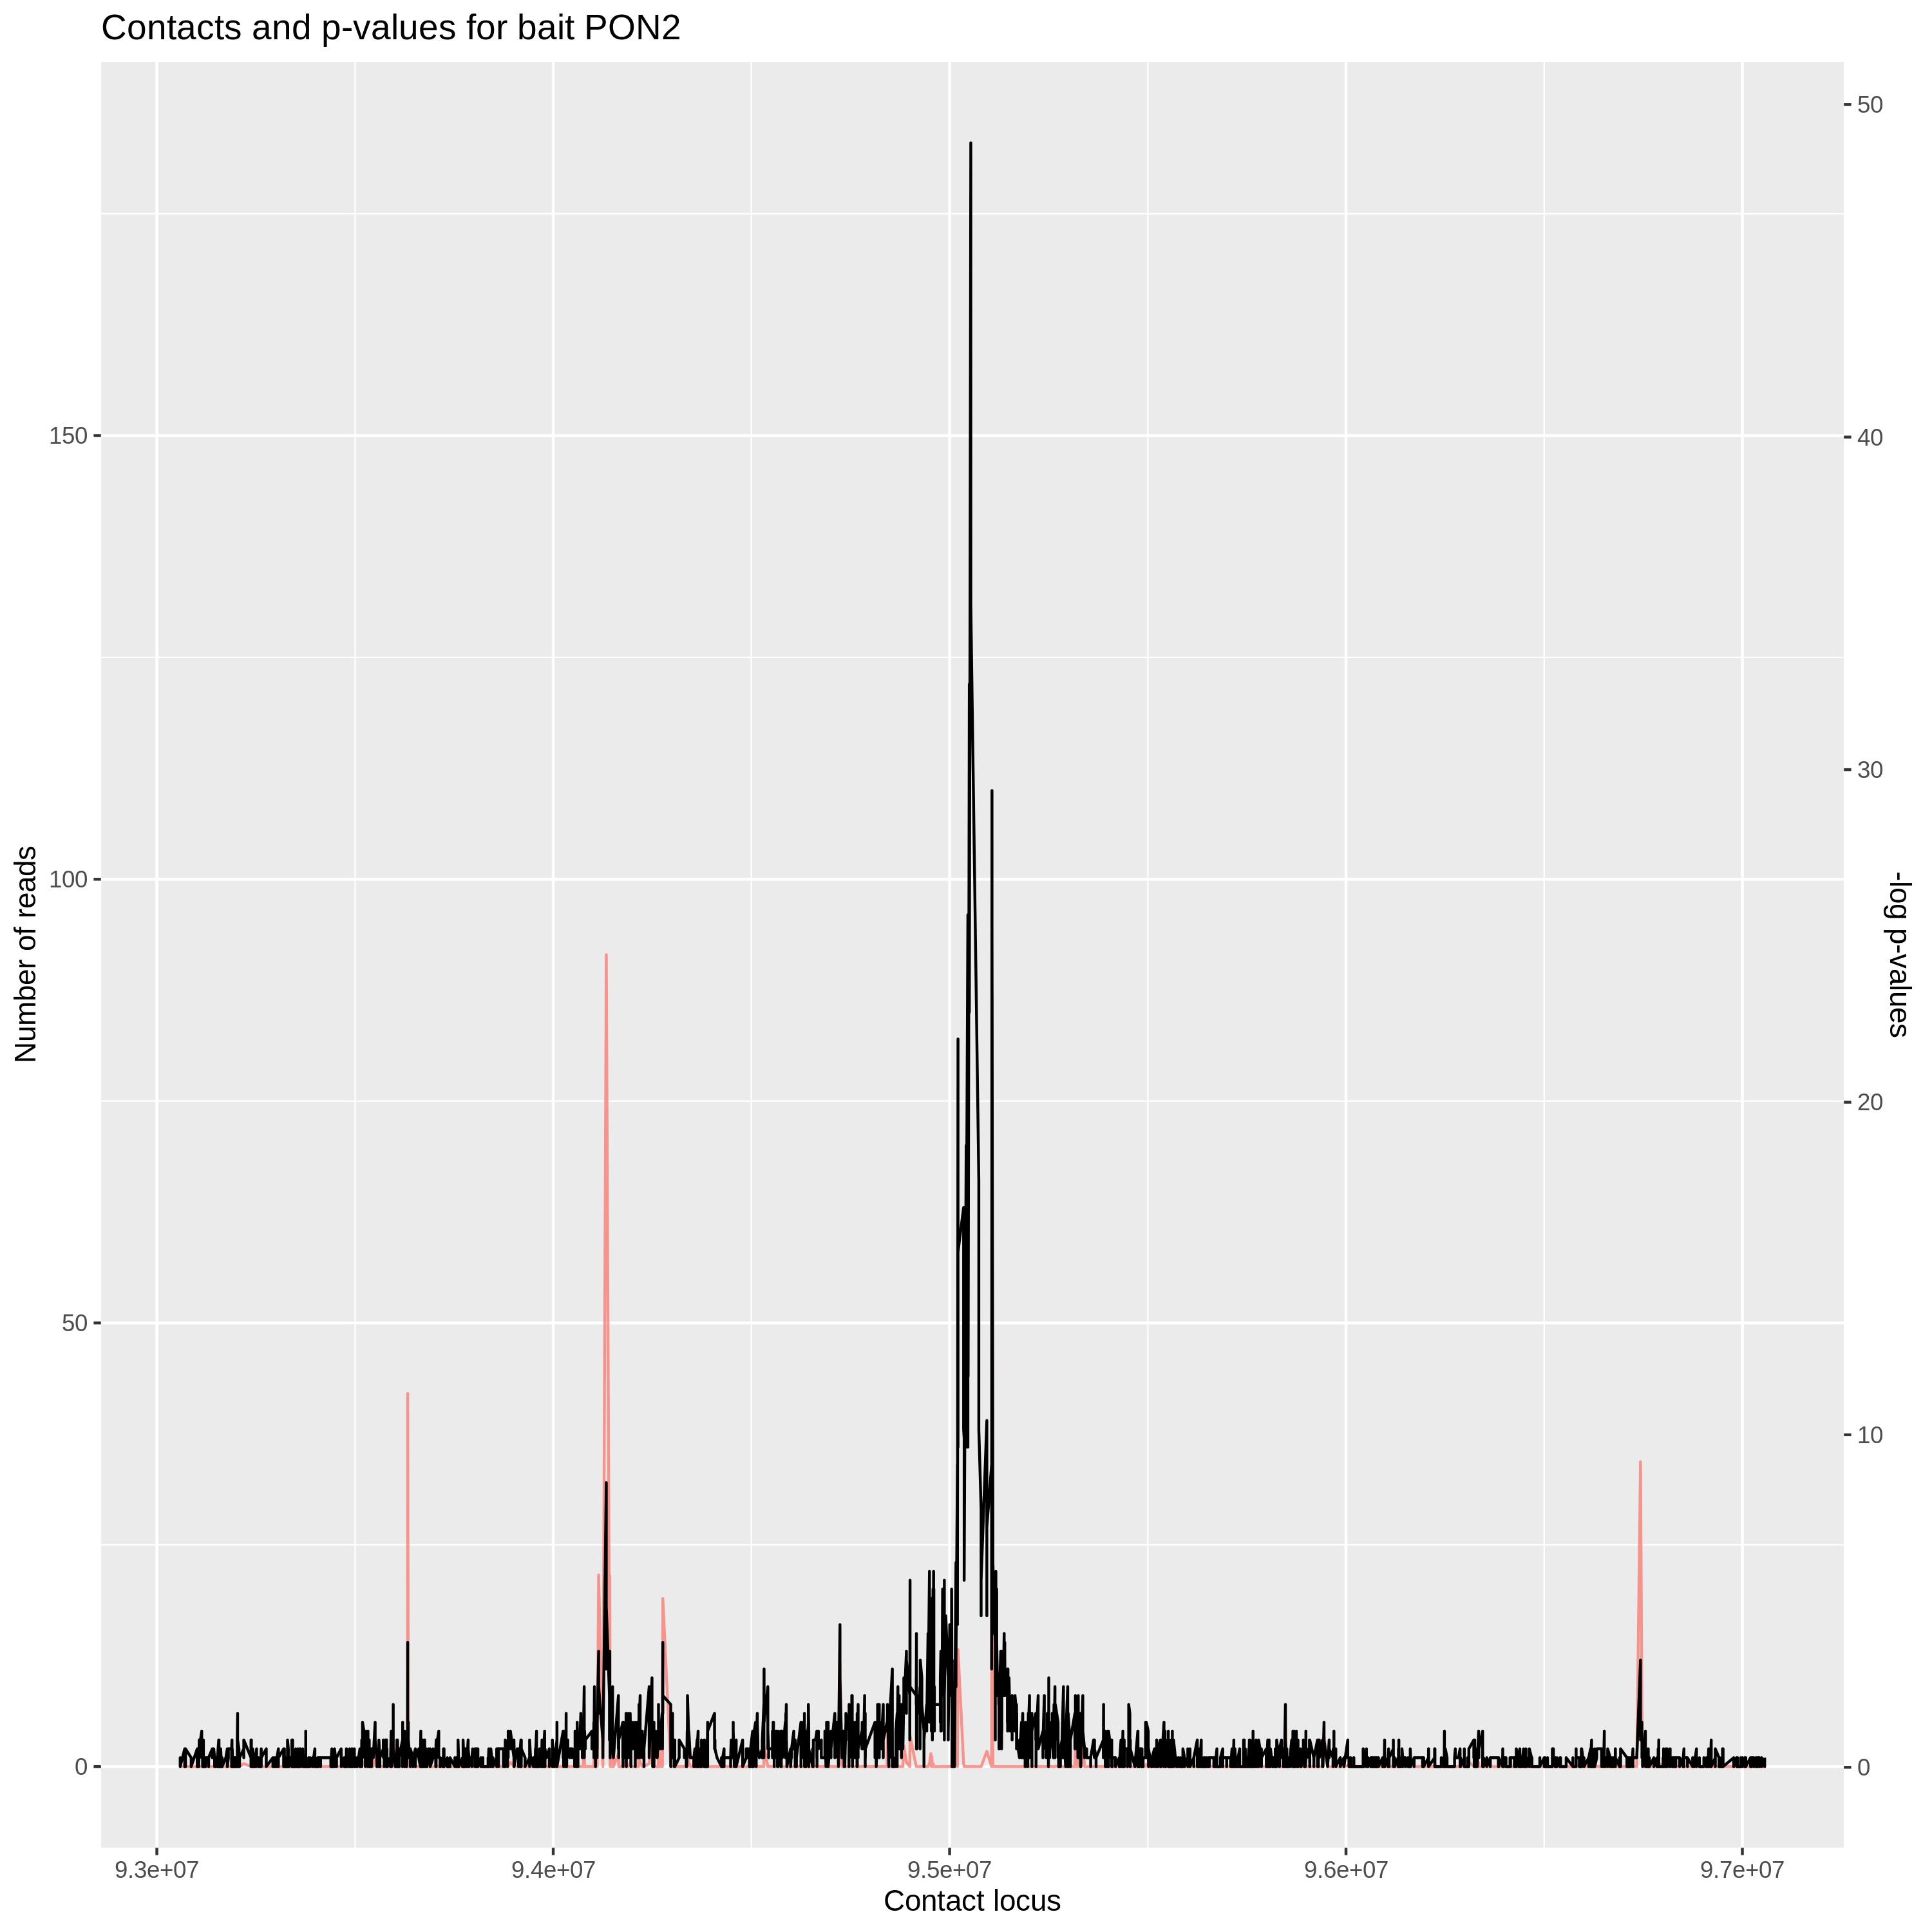 Contacts and p-values for bait PON2
Number of reads
150
100
50
0
50
40
30
20
10
0
-log p-values
9.3e+07 9.4e+07 9.5e+07 9.6e+07 9.7e+07
Contact locus